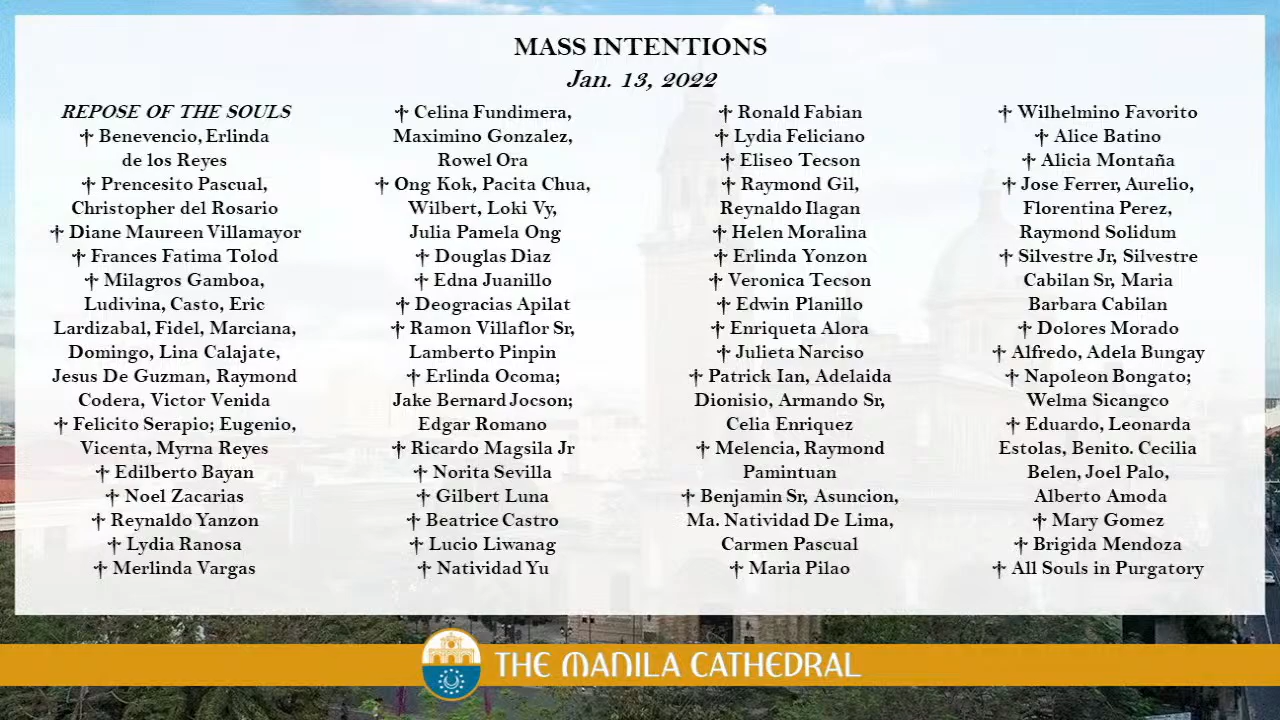 MASS INTENTIONS
Jan. 13, 2022
REPOSE OF THE SOULS
♱ Benevencio, Erlinda
de los Reyes
♱ Prencesito Pascual,
Christopher del Rosario
♱ Diane Maureen Villamayor
♱ Frances Fatima Tolod
♱ Milagros Gamboa,
Ludivina, Casto, Eric
Lardizabal, Fidel, Marciana,
Domingo, Lina Calajate,
Jesus De Guzman, Raymond
Codera, Victor Venida
♱ Felicito Serapio; Eugenio,
Vicenta, Myrna Reyes
♱ Edilberto Bayan
♱ Noel Zacarias
♱ Reynaldo Yanzon
♱ Lydia Ranosa
♱ Merlinda Vargas
♱ Celina Fundimera,
Maximino Gonzalez,
Rowel Ora
♱ Ong Kok, Pacita Chua,
Wilbert, Loki Vy,
Julia Pamela Ong
♱ Douglas Diaz
♱ Edna Juanillo
♱ Deogracias Apilat
♱ Ramon Villaflor Sr,
Lamberto Pinpin
♱ Erlinda Ocoma;
Jake Bernard Jocson;
Edgar Romano
♱ Ricardo Magsila Jr
♱ Norita Sevilla
♱ Gilbert Luna
♱ Beatrice Castro
♱ Lucio Liwanag
♱ Natividad Yu
♱ Ronald Fabian
♱ Lydia Feliciano
♱ Eliseo Tecson
♱ Raymond Gil,
Reynaldo Ilagan
♱ Helen Moralina
♱ Erlinda Yonzon
♱ Veronica Tecson
♱ Edwin Planillo
♱ Enriqueta Alora
♱ Julieta Narciso
♱ Patrick Ian, Adelaida
Dionisio, Armando Sr,
Celia Enriquez
♱ Melencia, Raymond
Pamintuan
♱ Benjamin Sr, Asuncion,
Ma. Natividad De Lima,
Carmen Pascual
♱ Maria Pilao
♱ Wilhelmino Favorito
♱ Alice Batino
♱ Alicia Montaña
♱ Jose Ferrer, Aurelio,
Florentina Perez,
Raymond Solidum
♱ Silvestre Jr, Silvestre
Cabilan Sr, Maria
Barbara Cabilan
♱ Dolores Morado
♱ Alfredo, Adela Bungay
♱ Napoleon Bongato;
Welma Sicangco
♱ Eduardo, Leonarda
Estolas, Benito. Cecilia
Belen, Joel Palo,
Alberto Amoda
♱ Mary Gomez
♱ Brigida Mendoza
♱ All Souls in Purgatory
THE MANILA CATHEDRAL